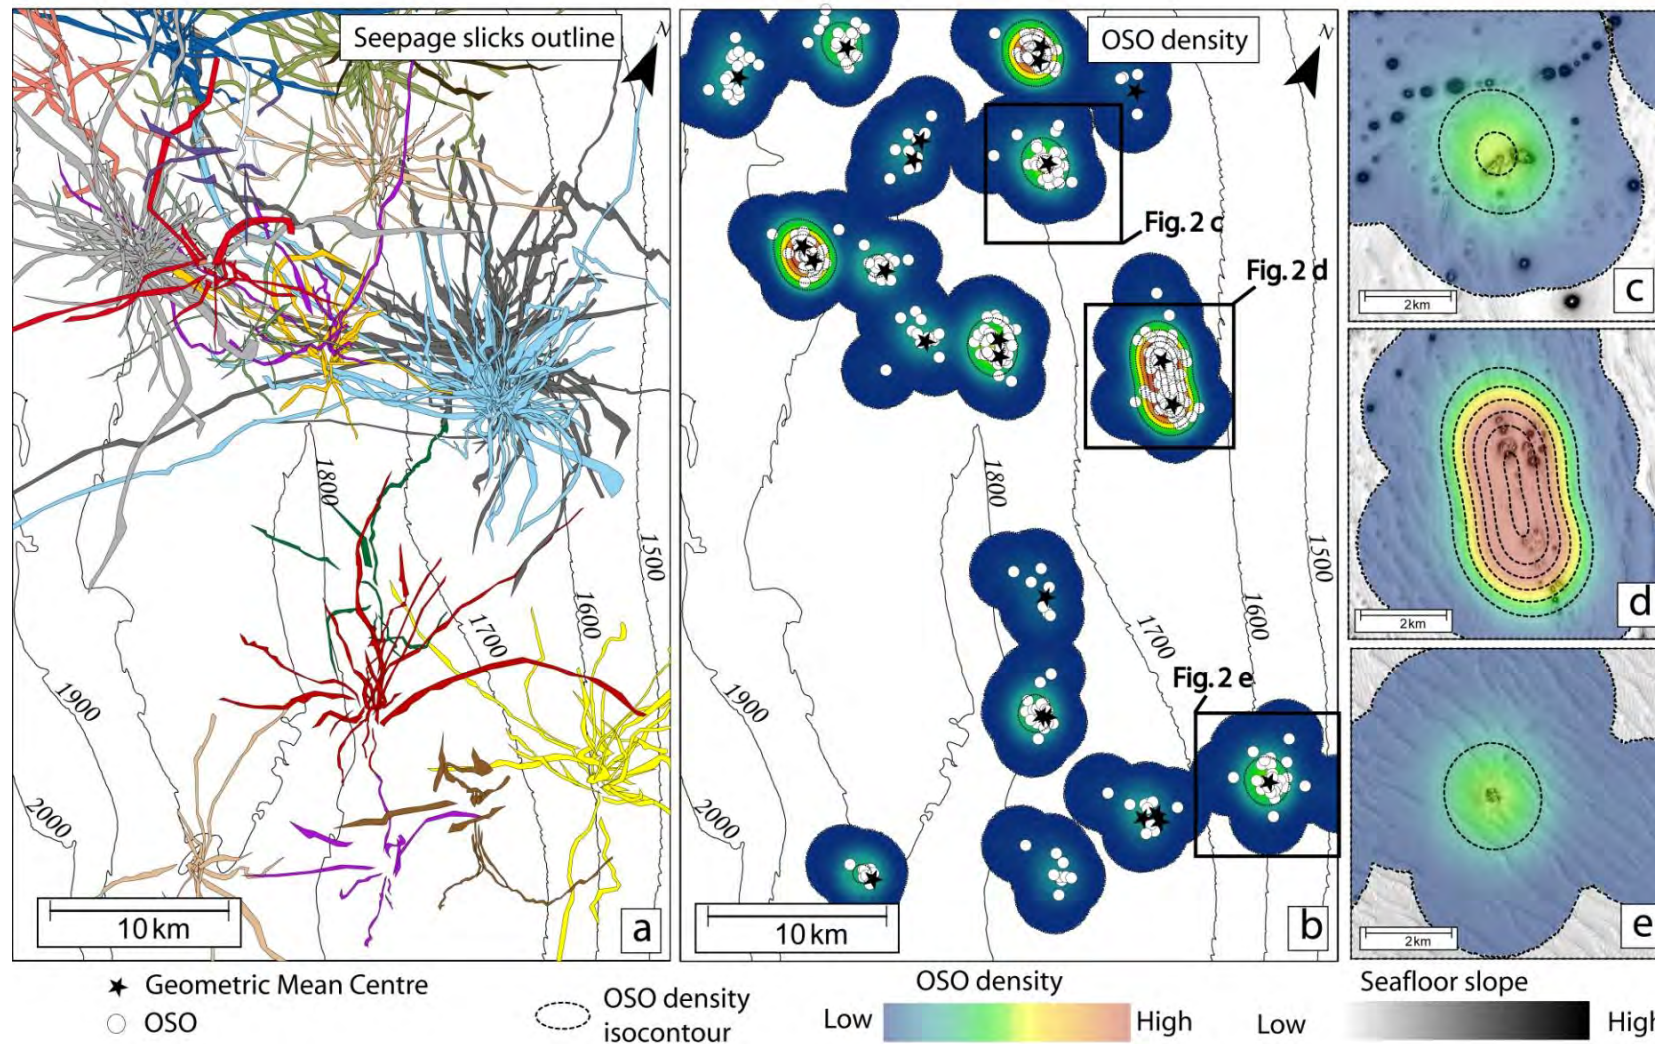 Seepage slicks outline
N
1800
1500
1600
1700
1900
2000
10 km
a
OSO density
N
Fig. 2 c
Fig. 2 d
1800
1500
1600
1700
Fig. 2 e
1900
2000
10 km
b
2km
c
2km
d
2km
e
★ Geometric Mean Centre
OSO
OSO density
isocontour
OSO density
Low High
Seafloor slope
Low High